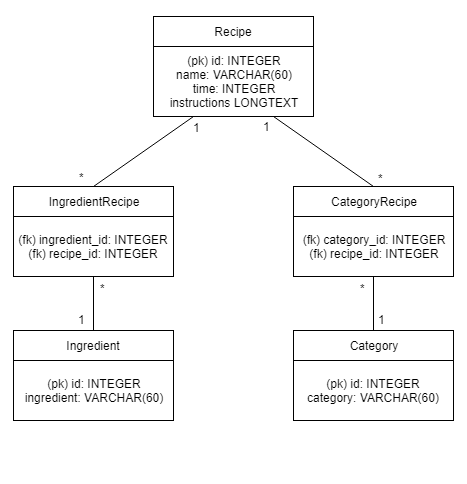 Recipe
(pk) id: INTEGER
name: VARCHAR(60)
time: INTEGER
instructions LONGTEXT
1
1
*
*
IngredientRecipe
(fk) ingredient_id: INTEGER
(fk) recipe_id: INTEGER
CategoryRecipe
(fk) category_id: INTEGER
(fk) recipe_id: INTEGER
*
*
1
1
Ingredient
(pk) id: INTEGER
ingredient: VARCHAR(60)
Category
(pk) id: INTEGER
category: VARCHAR(60)